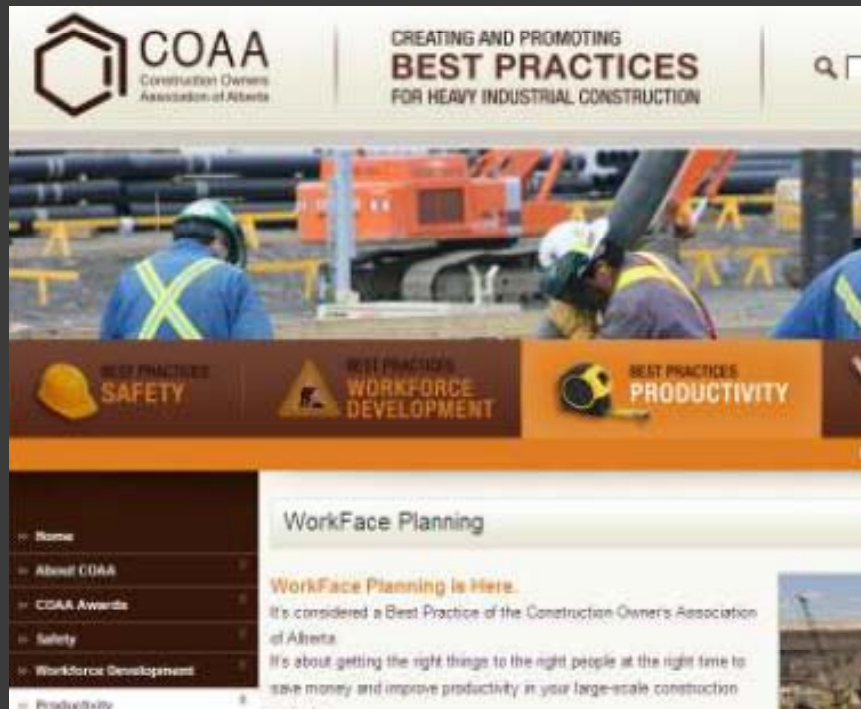 COAA
Construction Owners
Association of Alberta
CREATING AND PROMOTING
BEST PRACTICES
FOR HEAVY INDUSTRIAL CONSTRUCTION
BEST PRACTICES
SAFETY
BEST PRACTICES
WORKFORCE
DEVELOPMENT
BEST PRACTICES
PRODUCTIVITY
Home
About COAA
COAA Awards
Safety
Workforce Development
Productivity
WorkFace Planning
WorkFace Planning is Here.
It's considered a Best Practice of the Construction Owner's Association
of Alberta
It's about getting the right things to the right people at the right time to
save money and improve productivity in your large-scale construction